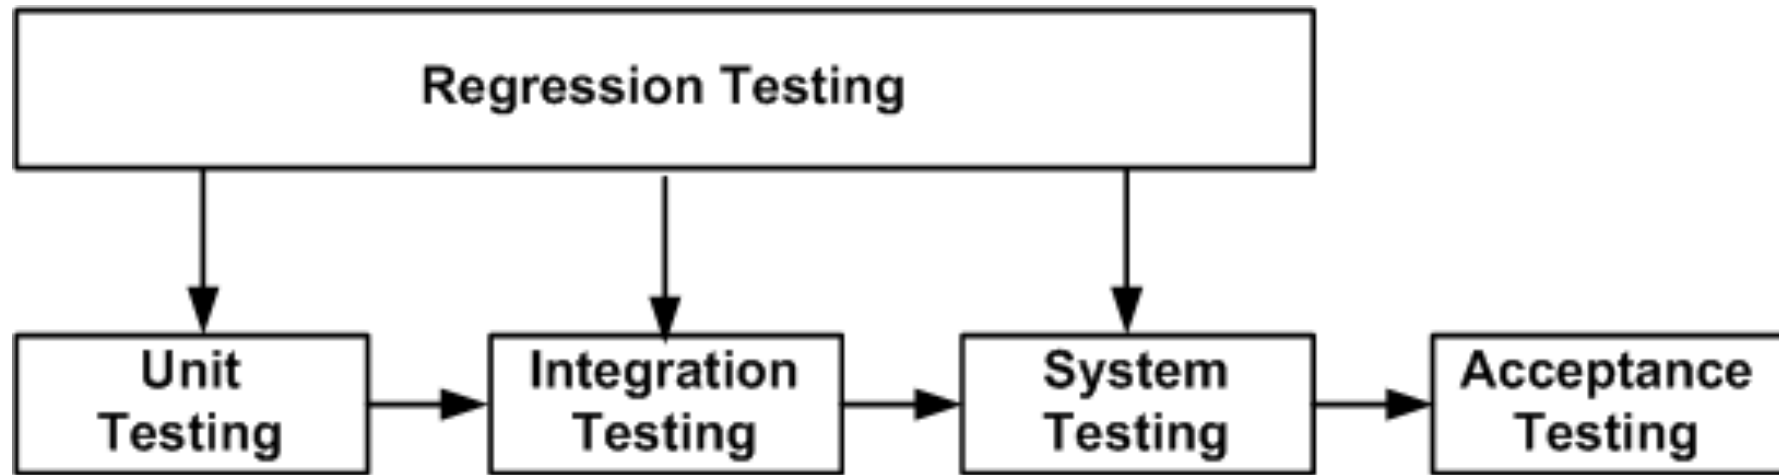 Regression Testing
Unit
Testing
Integration
Testing
System
Testing
Acceptance
Testing